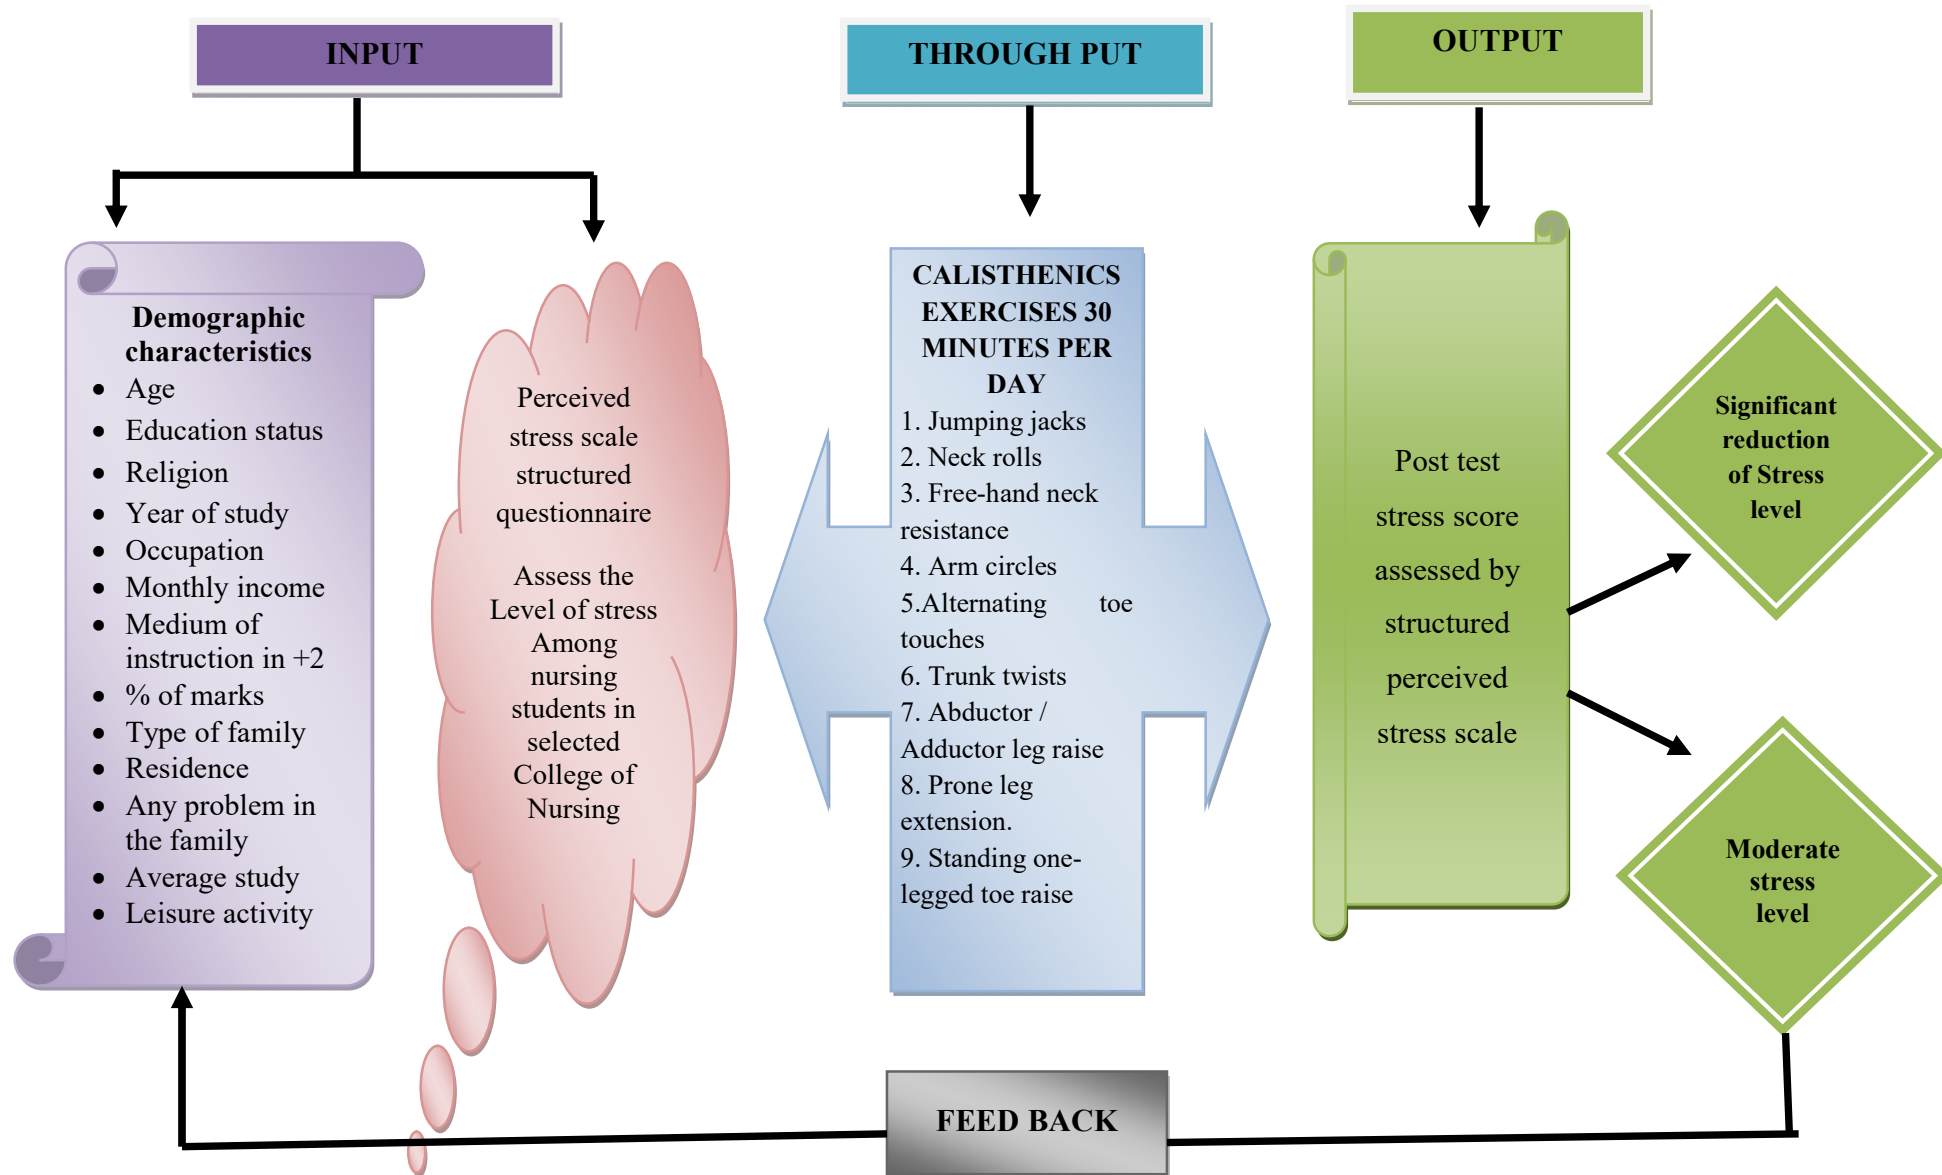 INPUT
THROUGH PUT
OUTPUT
Demographic
characteristics
• Age
• Education status
• Religion
• Year of study
• Occupation
• Monthly income
• Medium of
instruction in +2
• % of marks
• Type of family
• Residence
• Any problem in
the family
• Average study
• Leisure activity
Perceived
stress scale
structured
questionnaire
Assess the
Level of stress
Among
nursing
students in
selected
College of
Nursing
CALISTHENICS
EXERCISES 30
MINUTES PER
DAY
1. Jumping jacks
2. Neck rolls
3. Free-hand neck
resistance
4. Arm circles
5.Alternating toe
touches
6. Trunk twists
7. Abductor /
Adductor leg raise
8. Prone leg
extension.
9. Standing one-
legged toe raise
Post test
stress score
assessed by
structured
perceived
stress scale
Significant
reduction
of Stress
level
Moderate
stress
level
FEED BACK